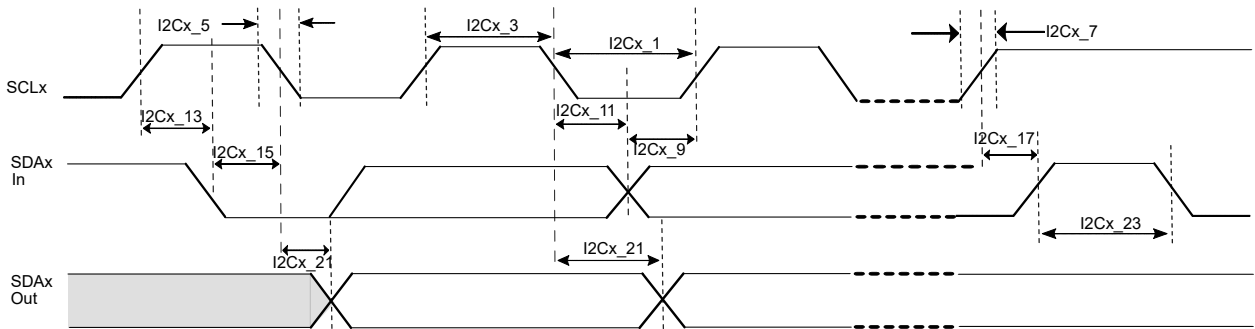 I2Cx_5
I2Cx_3
I2Cx_1
I2Cx_7
SCLx
I2Cx_13
I2Cx_11
I2Cx_9
I2Cx_17
I2Cx_15
SDAx
In
I2Cx_23
I2Cx_21
I2Cx_21
SDAx
Out